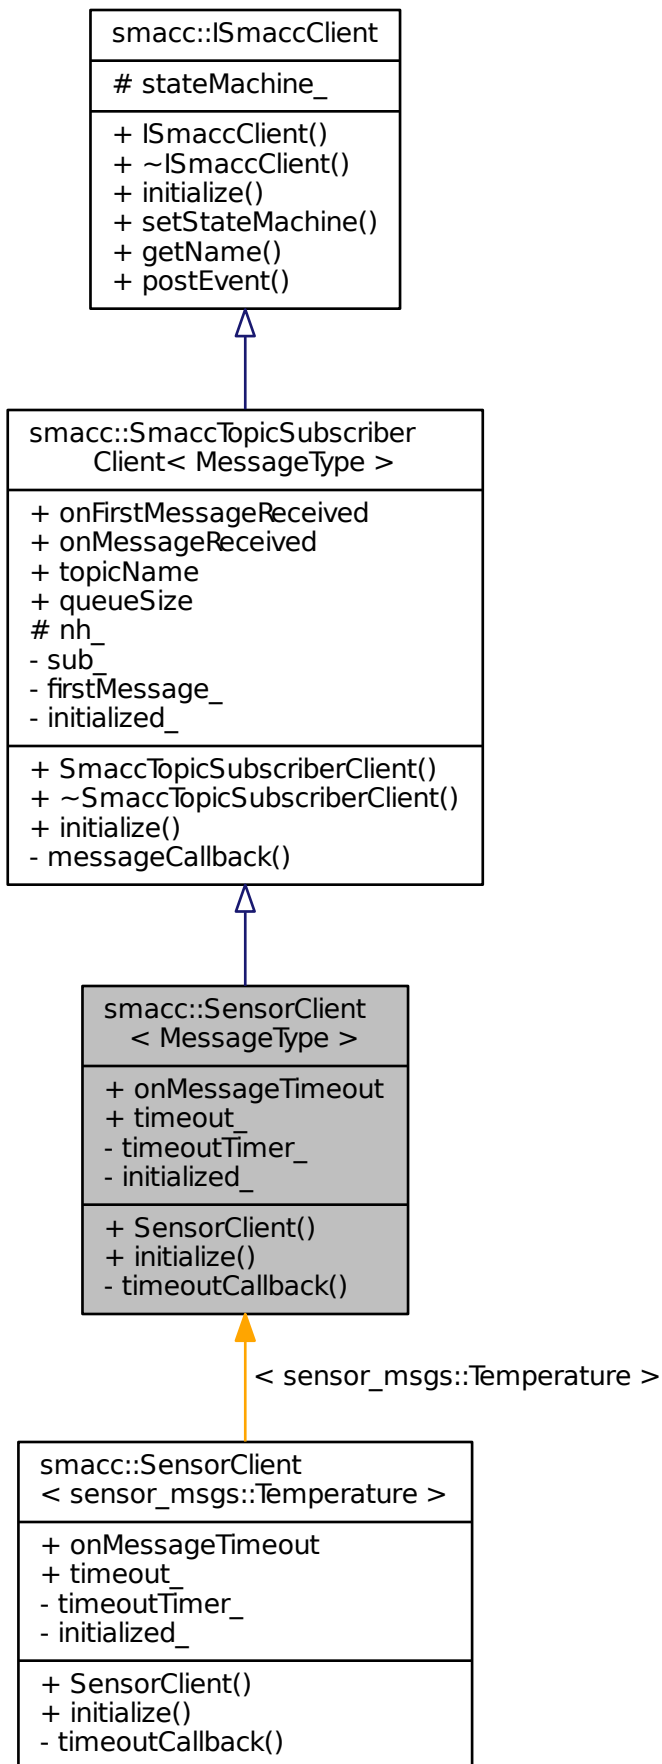 smacc::ISmaccClient
# stateMachine_
+ ISmaccClient()
+ ~ISmaccClient()
+ initialize()
+ setStateMachine()
+ getName()
+ postEvent()
smacc::SmaccTopicSubscriber
Client< MessageType >
+ onFirstMessageReceived
+ onMessageReceived
+ topicName
+ queueSize
# nh_
- sub_
- firstMessage_
- initialized_
+ SmaccTopicSubscriberClient()
+ ~SmaccTopicSubscriberClient()
+ initialize()
- messageCallback()
smacc::SensorClient
< MessageType >
+ onMessageTimeout
+ timeout_
- timeoutTimer_
- initialized_
+ SensorClient()
+ initialize()
- timeoutCallback()
< sensor_msgs::Temperature >
smacc::SensorClient
< sensor_msgs::Temperature >
+ onMessageTimeout
+ timeout_
- timeoutTimer_
- initialized_
+ SensorClient()
+ initialize()
- timeoutCallback()